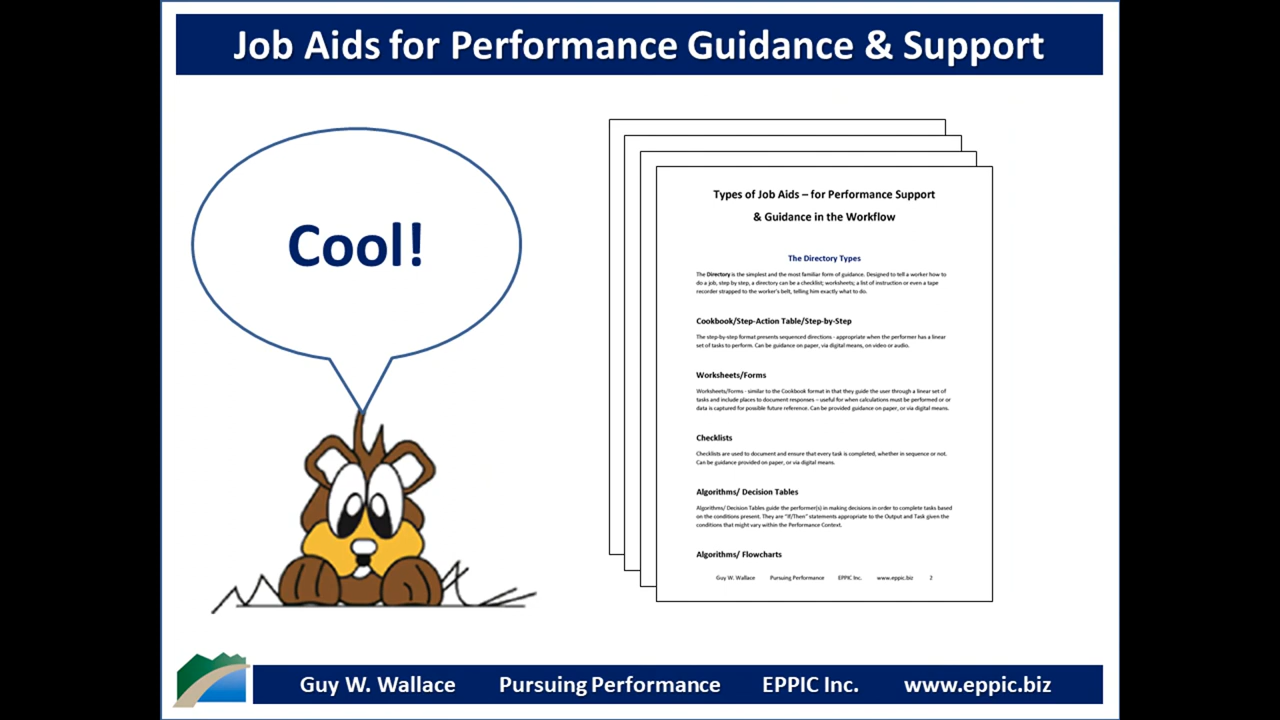 Job Aids for Performance Guidance & Support
Cool!
Types of Job Aids – for Performance Support
& Guidance in the Workflow
The Directory Types
The Directory is the simplest and the most familiar form of guidance. Designed to tell a worker how to
do a job, step by step, a directory can be a checklist; worksheets; a list of instruction or even a tape
recorder strapped to the worker's belt, telling him exactly what to do.
Cookbook/Step-Action Table/Step-by-Step
The step-by-step format presents sequenced directions - appropriate when the performer has a linear
set of tasks to perform. Can be guidance on paper, via digital means, on video or audio.
Worksheets/Forms
Worksheets/Forms - similar to the Cookbook format in that they guide the user through a linear set of
tasks and include places to document responses – useful for when calculations must be performed or or
data is captured for possible future reference. Can be provided guidance on paper, or via digital means.
Checklists
Checklists are used to document and ensure that every task is completed, whether in sequence or not.
Can be guidance provided on paper, or via digital means.
Algorithms/ Decision Tables
Algorithms/ Decision Tables guide the performer(s) in making decisions in order to complete tasks based
on the conditions present. They are "If/Then" statements appropriate to the Output and Task given the
conditions that might vary within the Performance Context.
Algorithms/ Flowcharts
Guy W. Wallace Pursuing Performance EPPIC Inc. www.eppic.biz 2
Guy W. Wallace Pursuing Performance EPPIC Inc. www.eppic.biz